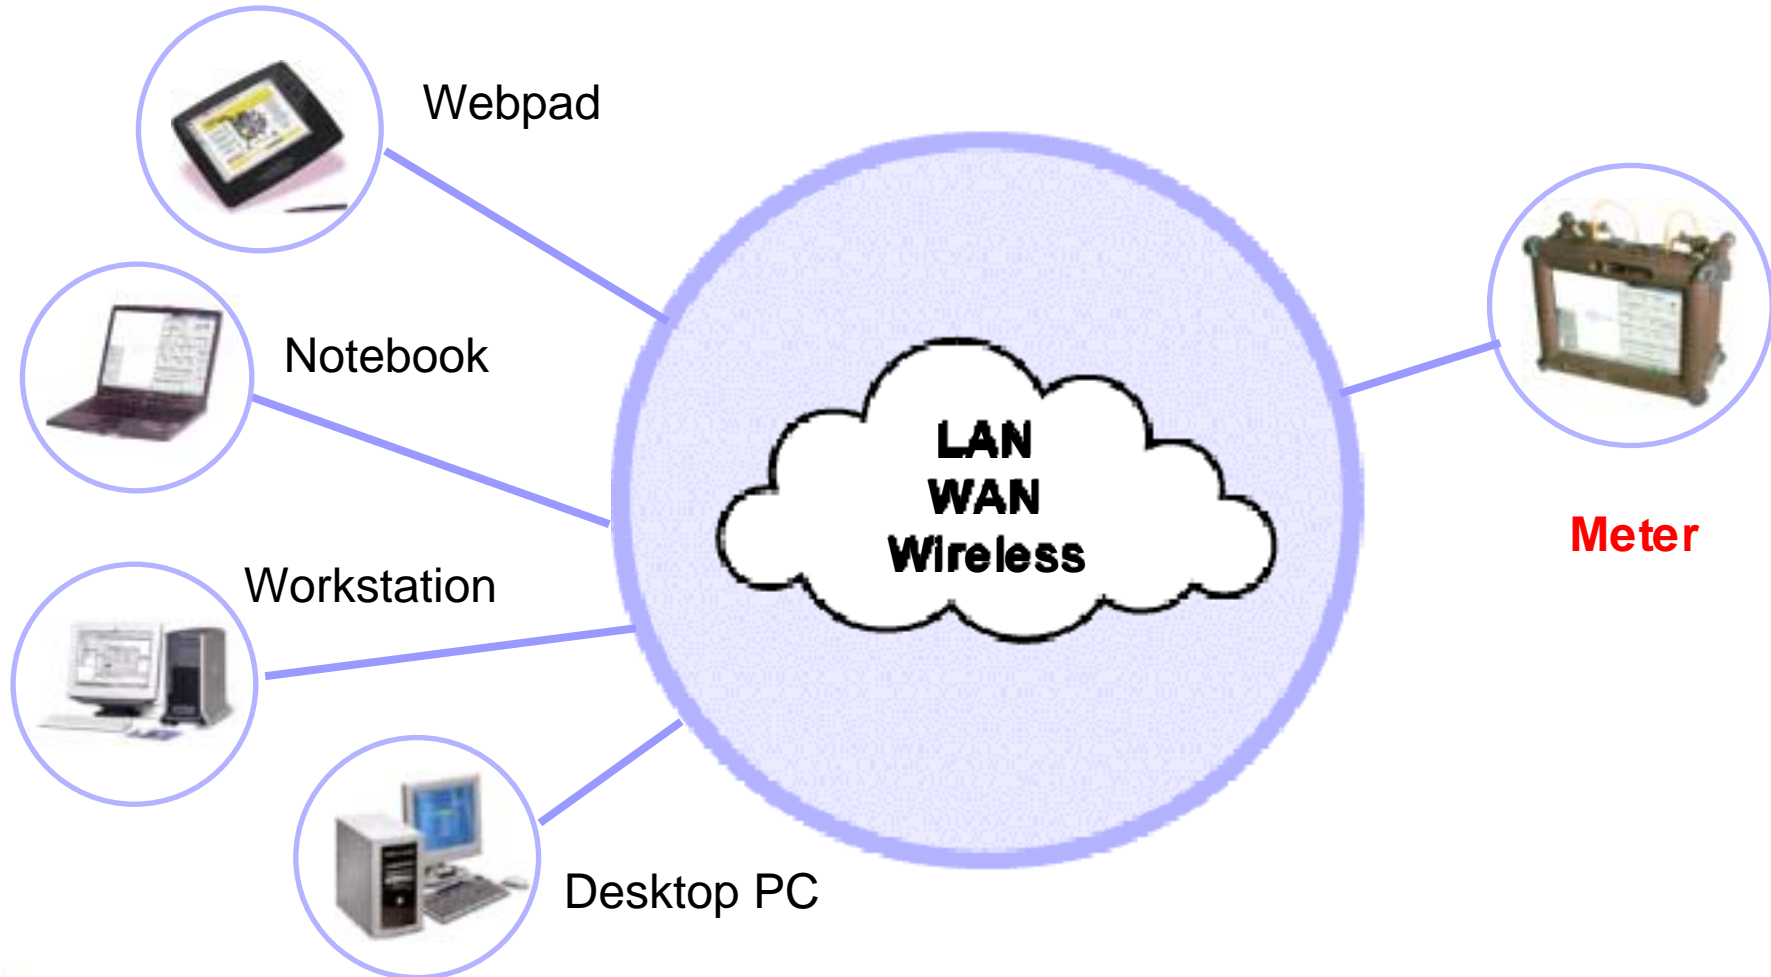 Webpad
Notebook
LAN
WAN
Wireless
Meter
Workstation
Desktop PC